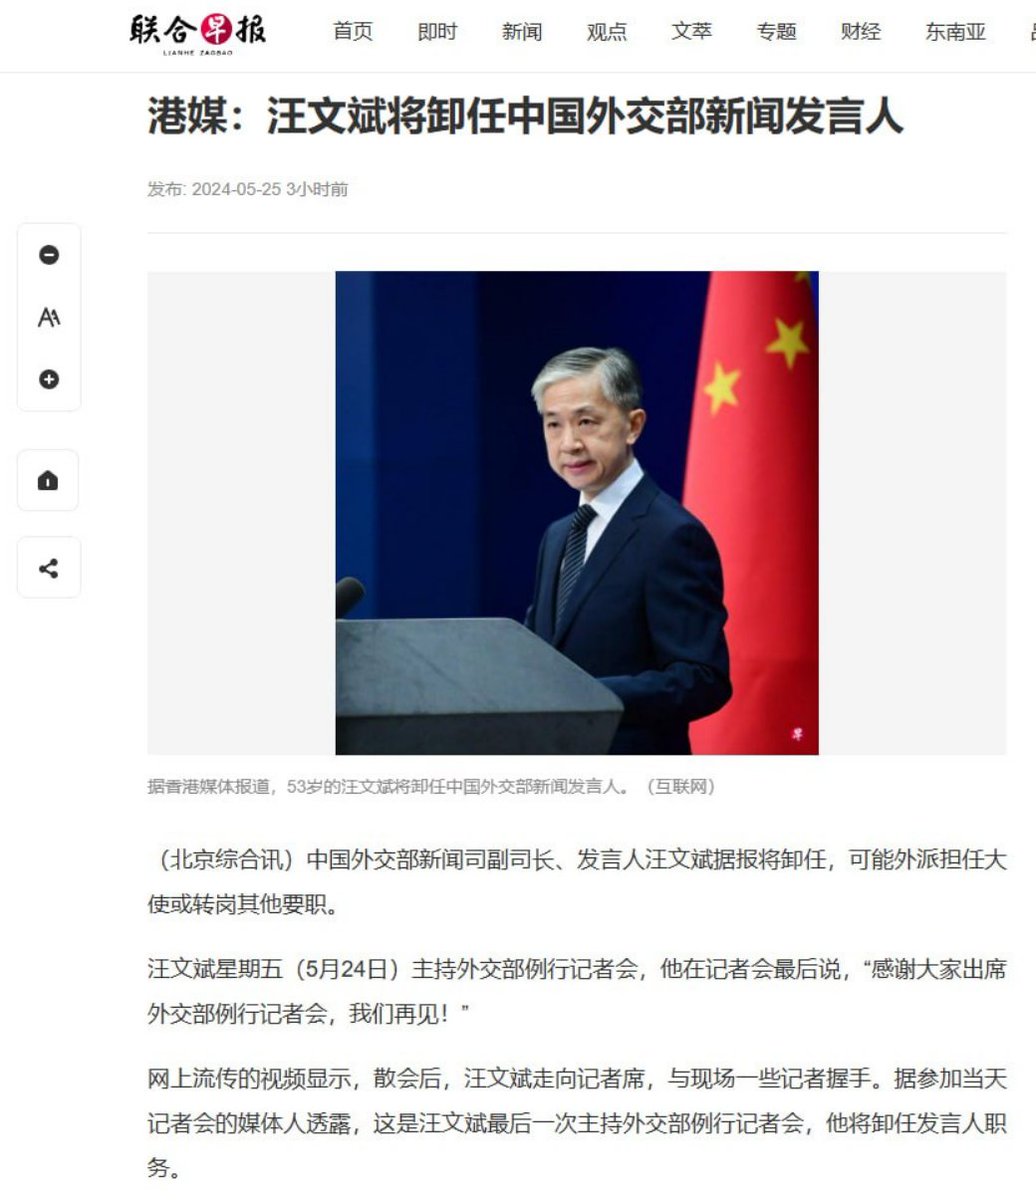 联合早报
LIANHE ZAOBAO
首页 即时 新闻 观点 文萃 专题 财经 东南亚
港媒：汪文斌将卸任中国外交部新闻发言人
发布: 2024-05-25 3小时前
早
据香港媒体报道，53岁的汪文斌将卸任中国外交部新闻发言人。（互联网）
（北京综合讯）中国外交部新闻司副司长、发言人汪文斌据报将卸任，可能外派担任大
使或转岗其他要职。
汪文斌星期五（5月24日）主持外交部例行记者会，他在记者会最后说，“感谢大家出席
外交部例行记者会，我们再见！”
网上流传的视频显示，散会后，汪文斌走向记者席，与现场一些记者握手。据参加当天
记者会的媒体人透露，这是汪文斌最后一次主持外交部例行记者会，他将卸任发言人职
务。